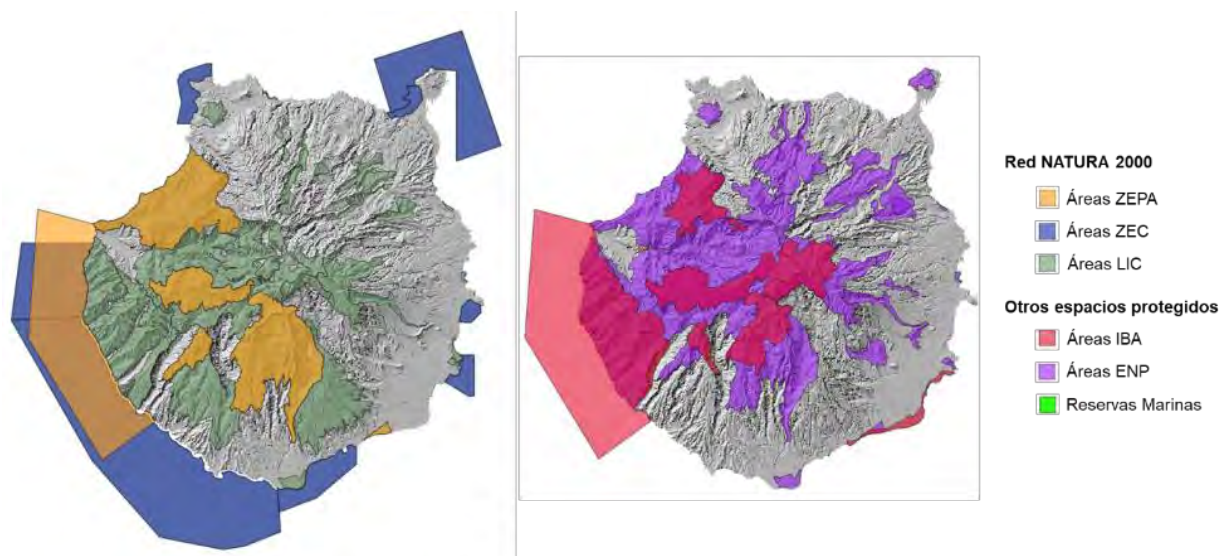 Red NATURA 2000
Áreas ZEPA
Áreas ZEC
Áreas LIC
Otros espacios protegidos
Áreas IBA
Áreas ENP
Reservas Marinas